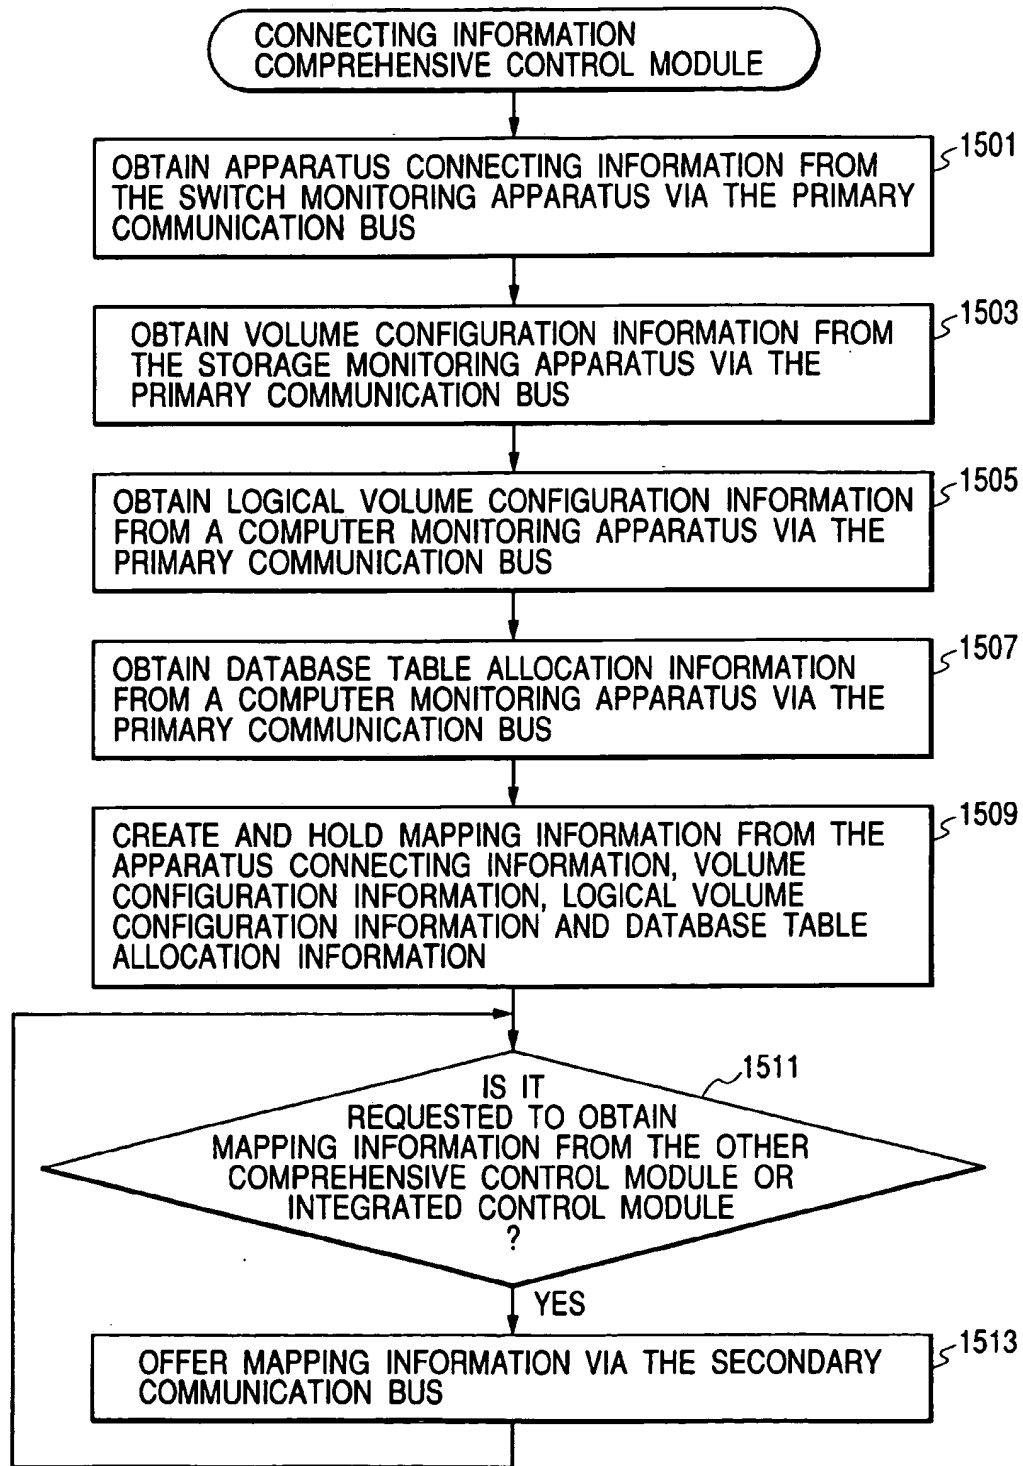 CONNECTING INFORMATION
COMPREHENSIVE CONTROL MODULE
1501
OBTAIN APPARATUS CONNECTING INFORMATION FROM
THE SWITCH MONITORING APPARATUS VIA THE PRIMARY
COMMUNICATION BUS
1503
OBTAIN VOLUME CONFIGURATION INFORMATION FROM
THE STORAGE MONITORING APPARATUS VIA THE
PRIMARY COMMUNICATION BUS
1505
OBTAIN LOGICAL VOLUME CONFIGURATION INFORMATION
FROM A COMPUTER MONITORING APPARATUS VIA THE
PRIMARY COMMUNICATION BUS
1507
OBTAIN DATABASE TABLE ALLOCATION INFORMATION
FROM A COMPUTER MONITORING APPARATUS VIA THE
PRIMARY COMMUNICATION BUS
1509
CREATE AND HOLD MAPPING INFORMATION FROM THE
APPARATUS CONNECTING INFORMATION, VOLUME
CONFIGURATION INFORMATION, LOGICAL VOLUME
CONFIGURATION INFORMATION AND DATABASE TABLE
ALLOCATION INFORMATION
1511
IS IT
REQUESTED TO OBTAIN
MAPPING INFORMATION FROM THE OTHER
COMPREHENSIVE CONTROL MODULE OR
INTEGRATED CONTROL MODULE
?
YES
1513
OFFER MAPPING INFORMATION VIA THE SECONDARY
COMMUNICATION BUS